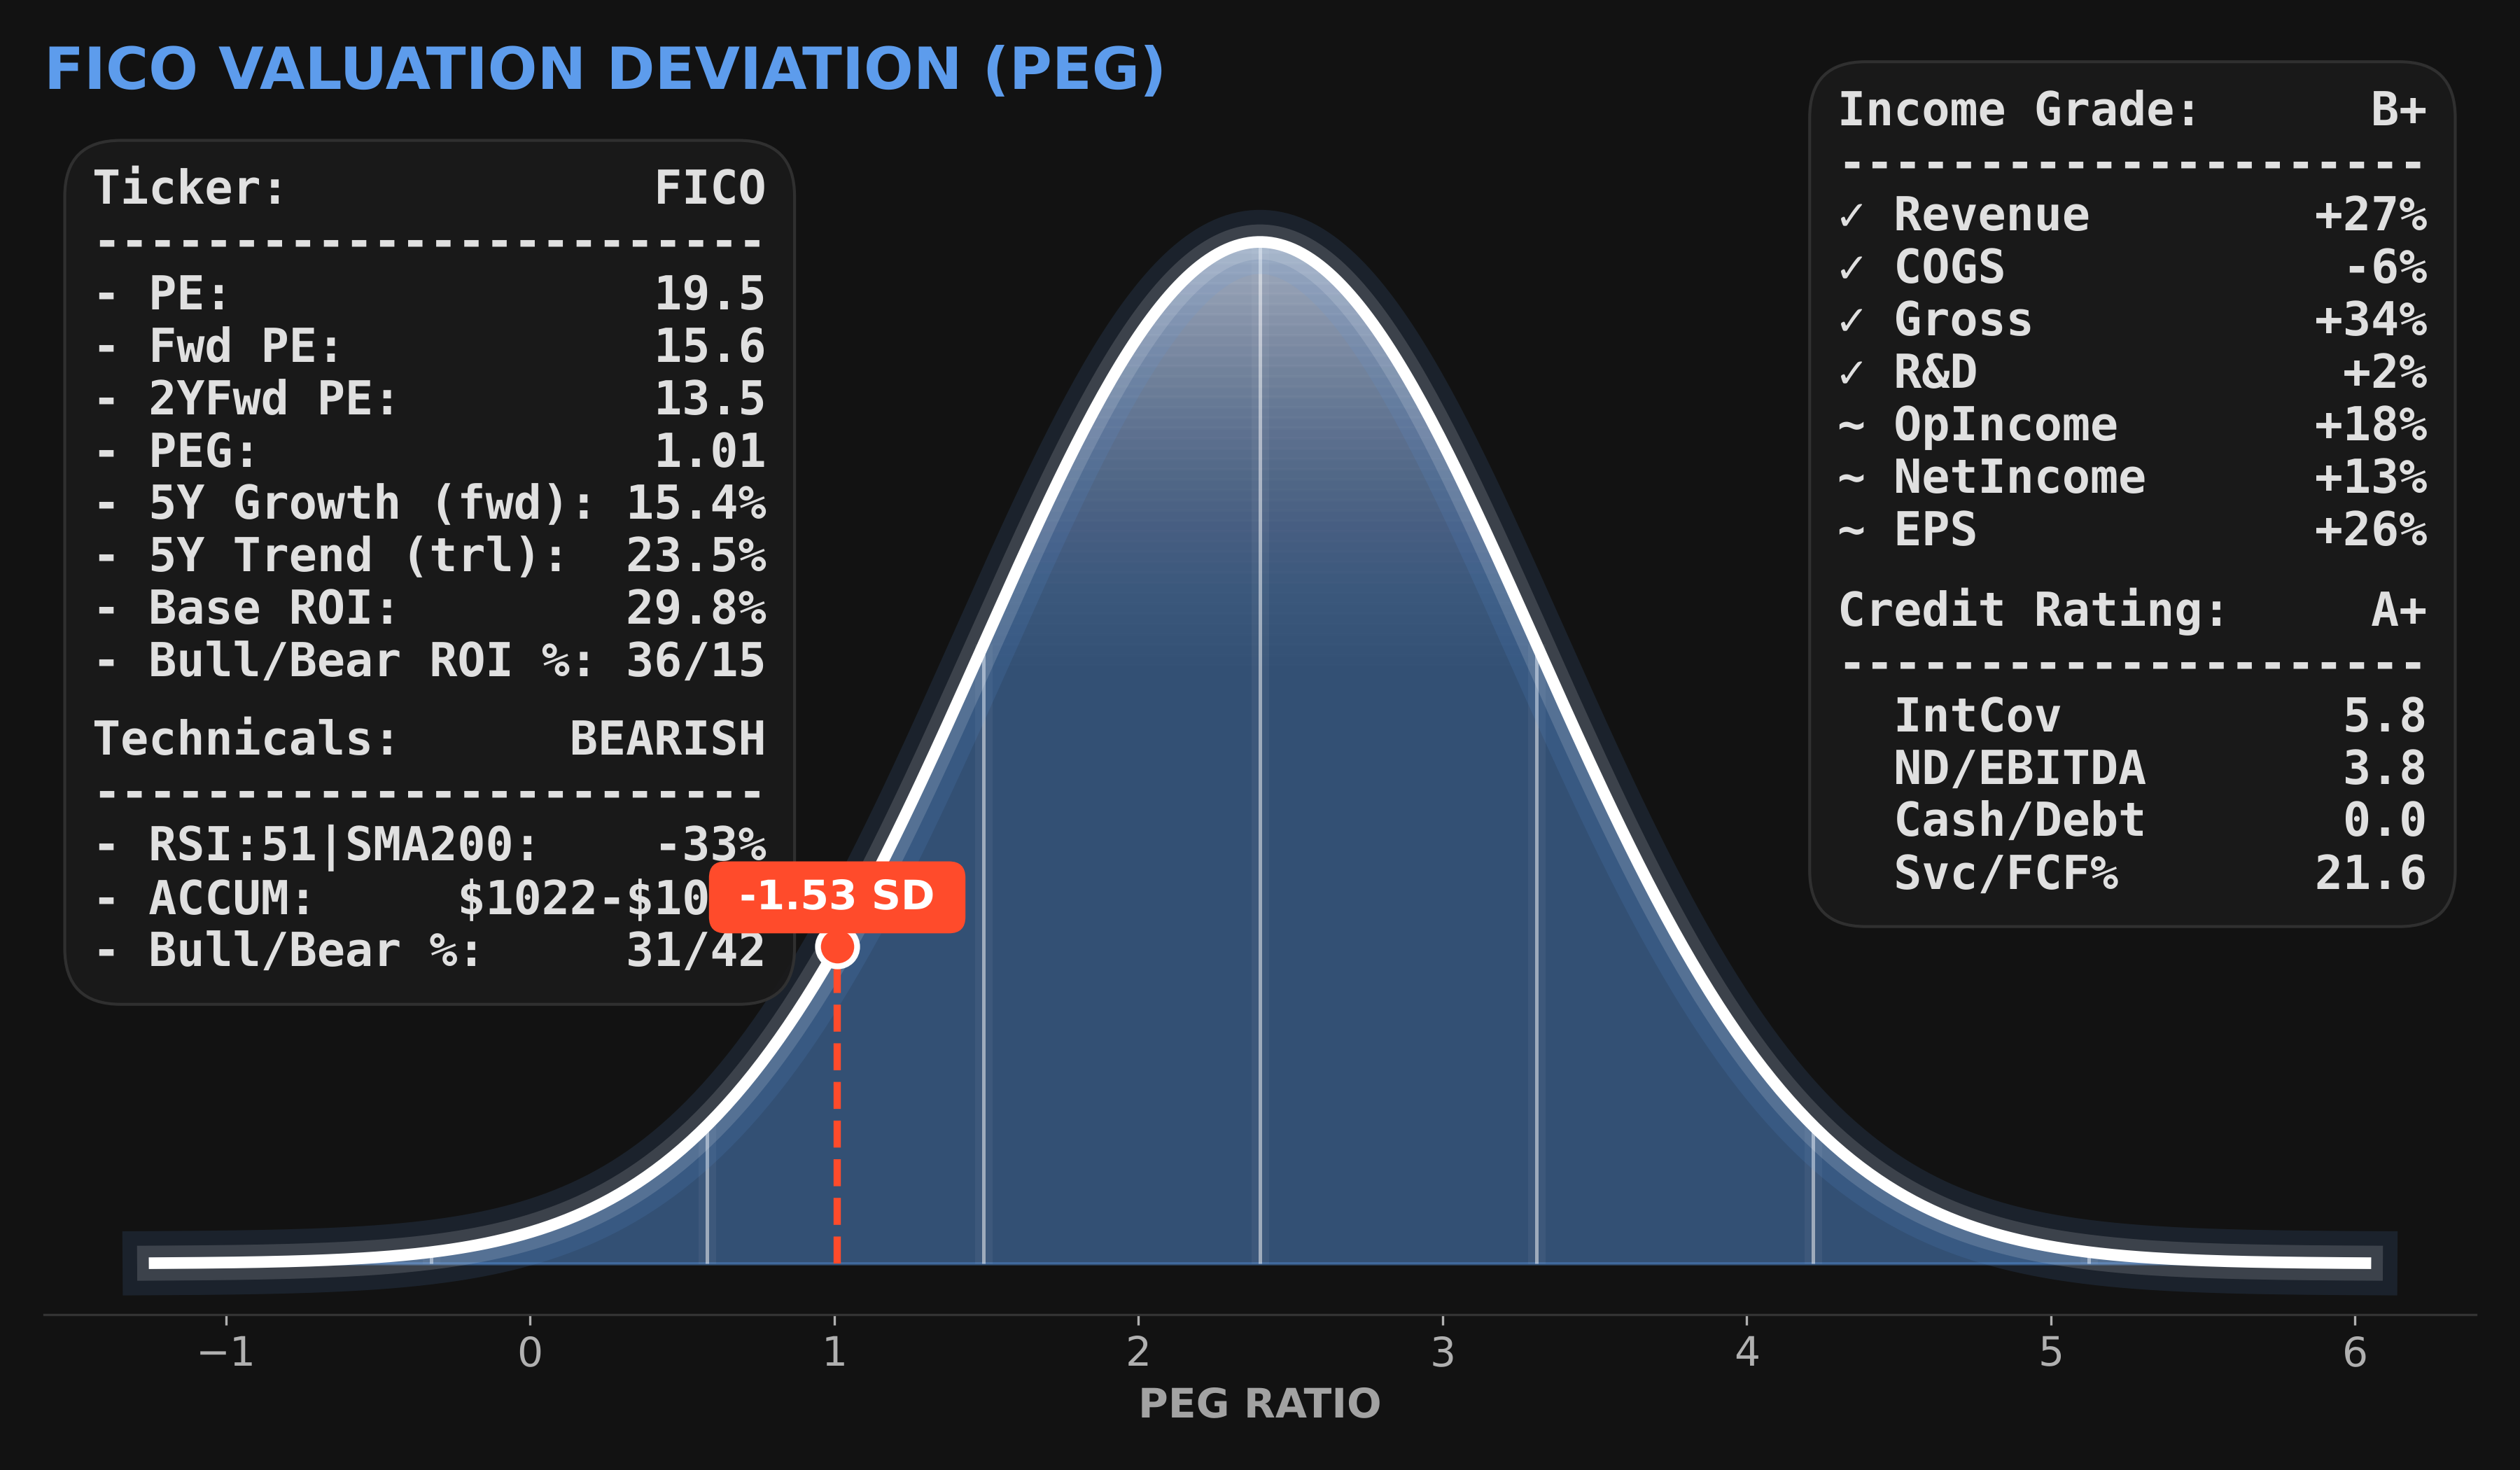 FICO VALUATION DEVIATION (PEG)
Ticker: FICO
------------------------
- PE: 19.5
- Fwd PE: 15.6
- 2YFwd PE: 13.5
- PEG: 1.01
- 5Y Growth (fwd): 15.4%
- 5Y Trend (trl): 23.5%
- Base ROI: 29.8%
- Bull/Bear ROI %: 36/15
Technicals: BEARISH
------------------------
- RSI:51|SMA200: -33%
- ACCUM: $1022-$10
- Bull/Bear %: 31/42
-1.53 SD
Income Grade: B+
---------------------
✓ Revenue +27%
✓ COGS -6%
✓ Gross +34%
✓ R&D +2%
~ OpIncome +18%
~ NetIncome +13%
~ EPS +26%
Credit Rating: A+
---------------------
IntCov 5.8
ND/EBITDA 3.8
Cash/Debt 0.0
Svc/FCF% 21.6
−1 0 1 2 3 4 5 6
PEG RATIO